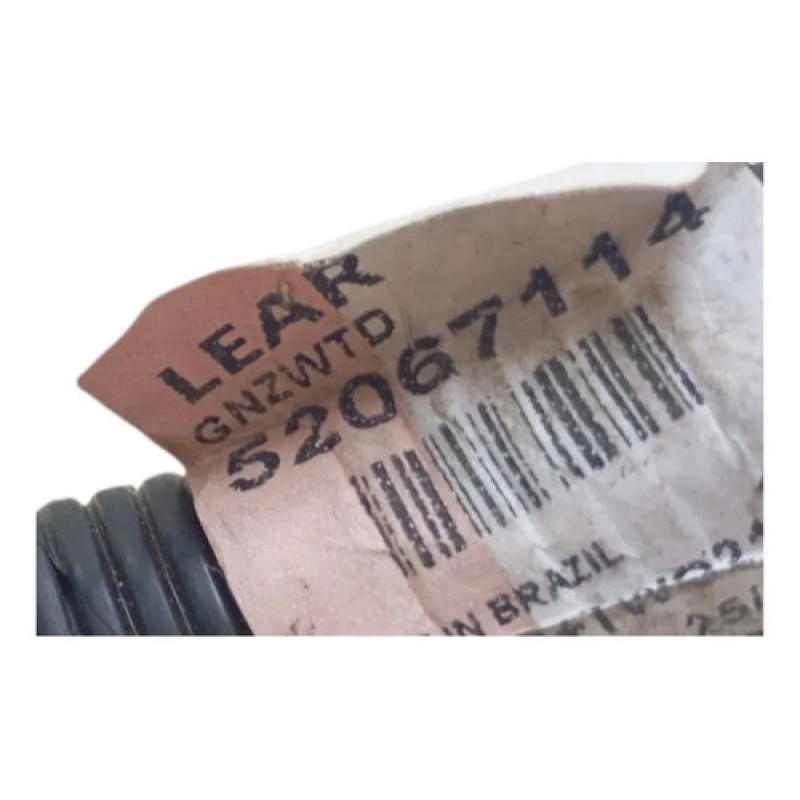 LEAR
GNZWTD
52067114
IN BRAZIL